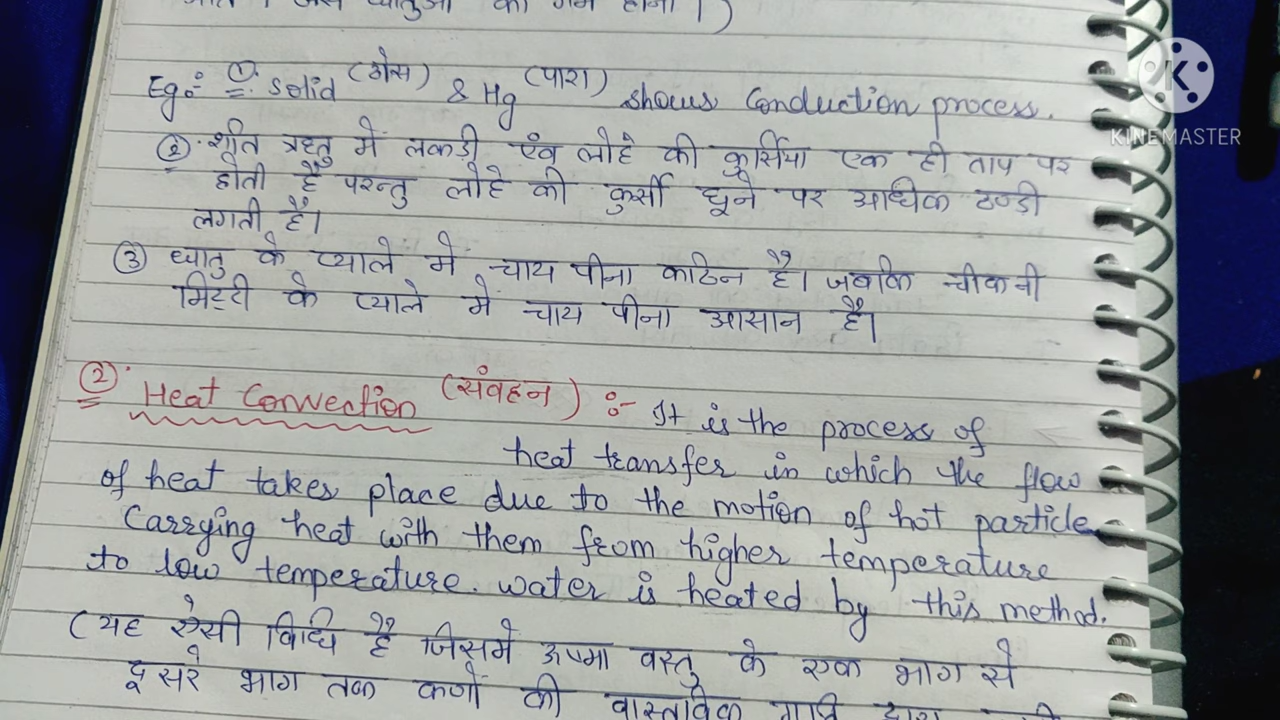 की
Eg:- ①. Solid (ठोस) & Hg (पारा) shows Conduction process.
② शीत ऋतु में लकड़ी एंव लोहे की कुर्सिया एक ही ताप पर
होती है परन्तु लोहे की कुर्सी छूने पर अधिक ठण्डी
लगती है।
③ धातु के प्याले में चाय पीना कठिन है। जबकि चीकनी
मिट्टी के प्याले में चाय पीना आसान है।
②. Heat Convection (संवहन) :- It is the process of
heat transfer in which the flow
of heat takes place due to the motion of hot particle
Carrying heat with them from higher temperature
to low temperature. water is heated by this method.
(यह ऐसी विधि है जिसमे ऊष्मा वस्तु के एक भाग से
दूसरे भाग तक कणों की वास्तविक
KINEMASTER